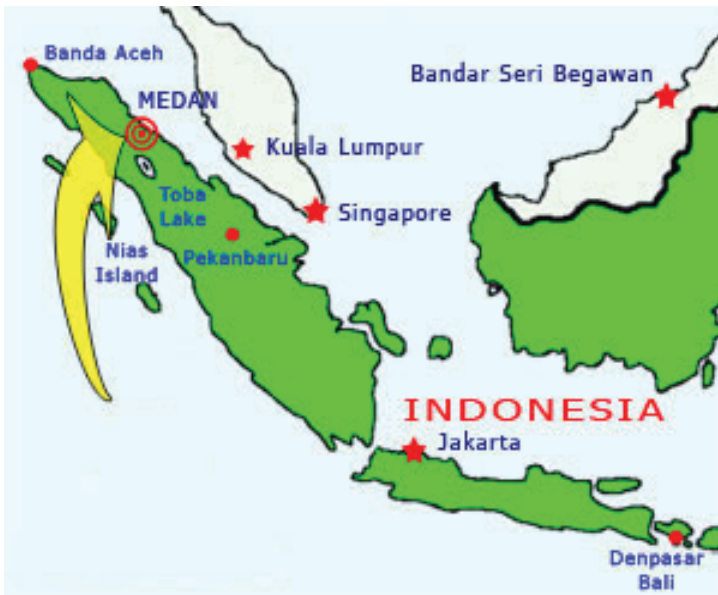 Banda Aceh
Bandar Seri Begawan
MEDAN
Kuala Lumpur
Toba
Lake
Singapore
Nias
Island
Pekanbaru
INDONESIA
Jakarta
Denpasar
Bali